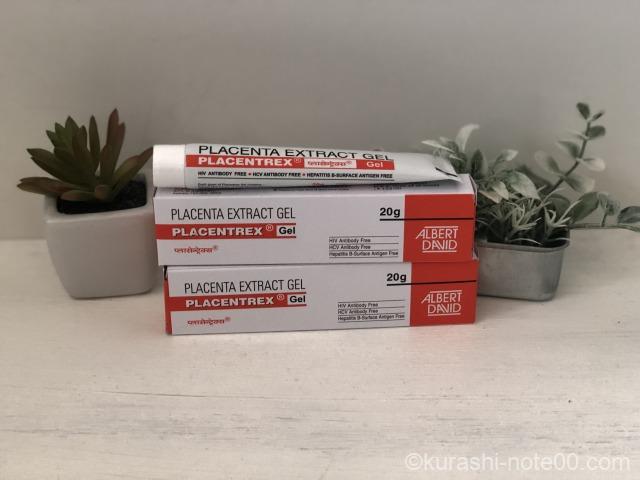 PLACENTA EXTRACT GEL
PLACENTREX® प्लासेन्ट्रेक्स® Gel
HIV ANTIBODY FREE • HCV ANTIBODY FREE • HEPATITIS B-SURFACE ANTIGEN FREE
PLACENTA EXTRACT GEL 20g
PLACENTREX® Gel
प्लासेन्ट्रेक्स®
HIV Antibody Free
HCV Antibody Free
Hepatitis B-Surface Antigen Free
ALBERT
DAVID
PLACENTA EXTRACT GEL 20g
PLACENTREX® Gel
प्लासेन्ट्रेक्स®
HIV Antibody Free
HCV Antibody Free
Hepatitis B-Surface Antigen Free
ALBERT
DAVID
©kurashi-note00.com